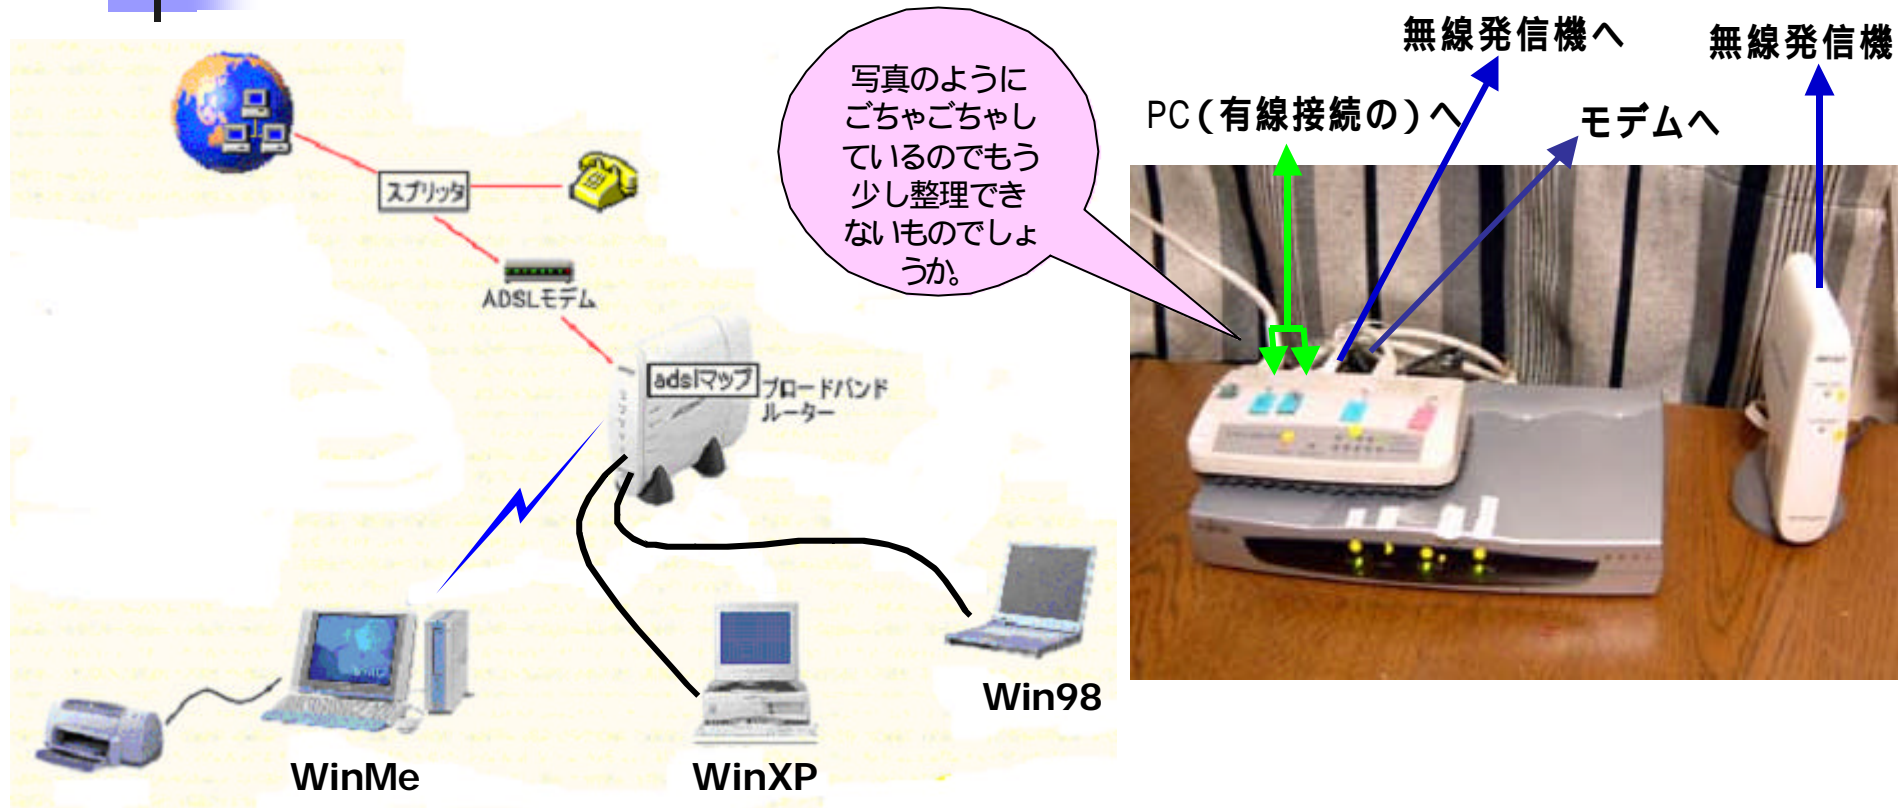 無線発信機へ
無線発信機
PC(有線接続の)へ
モデムへ
写真のように
ごちゃごちゃし
ているのでもう
少し整理でき
ないものでしょ
うか。
スプリッタ
ADSLモデム
adslマップ
ブロードバンド
ルーター
Win98
WinMe
WinXP